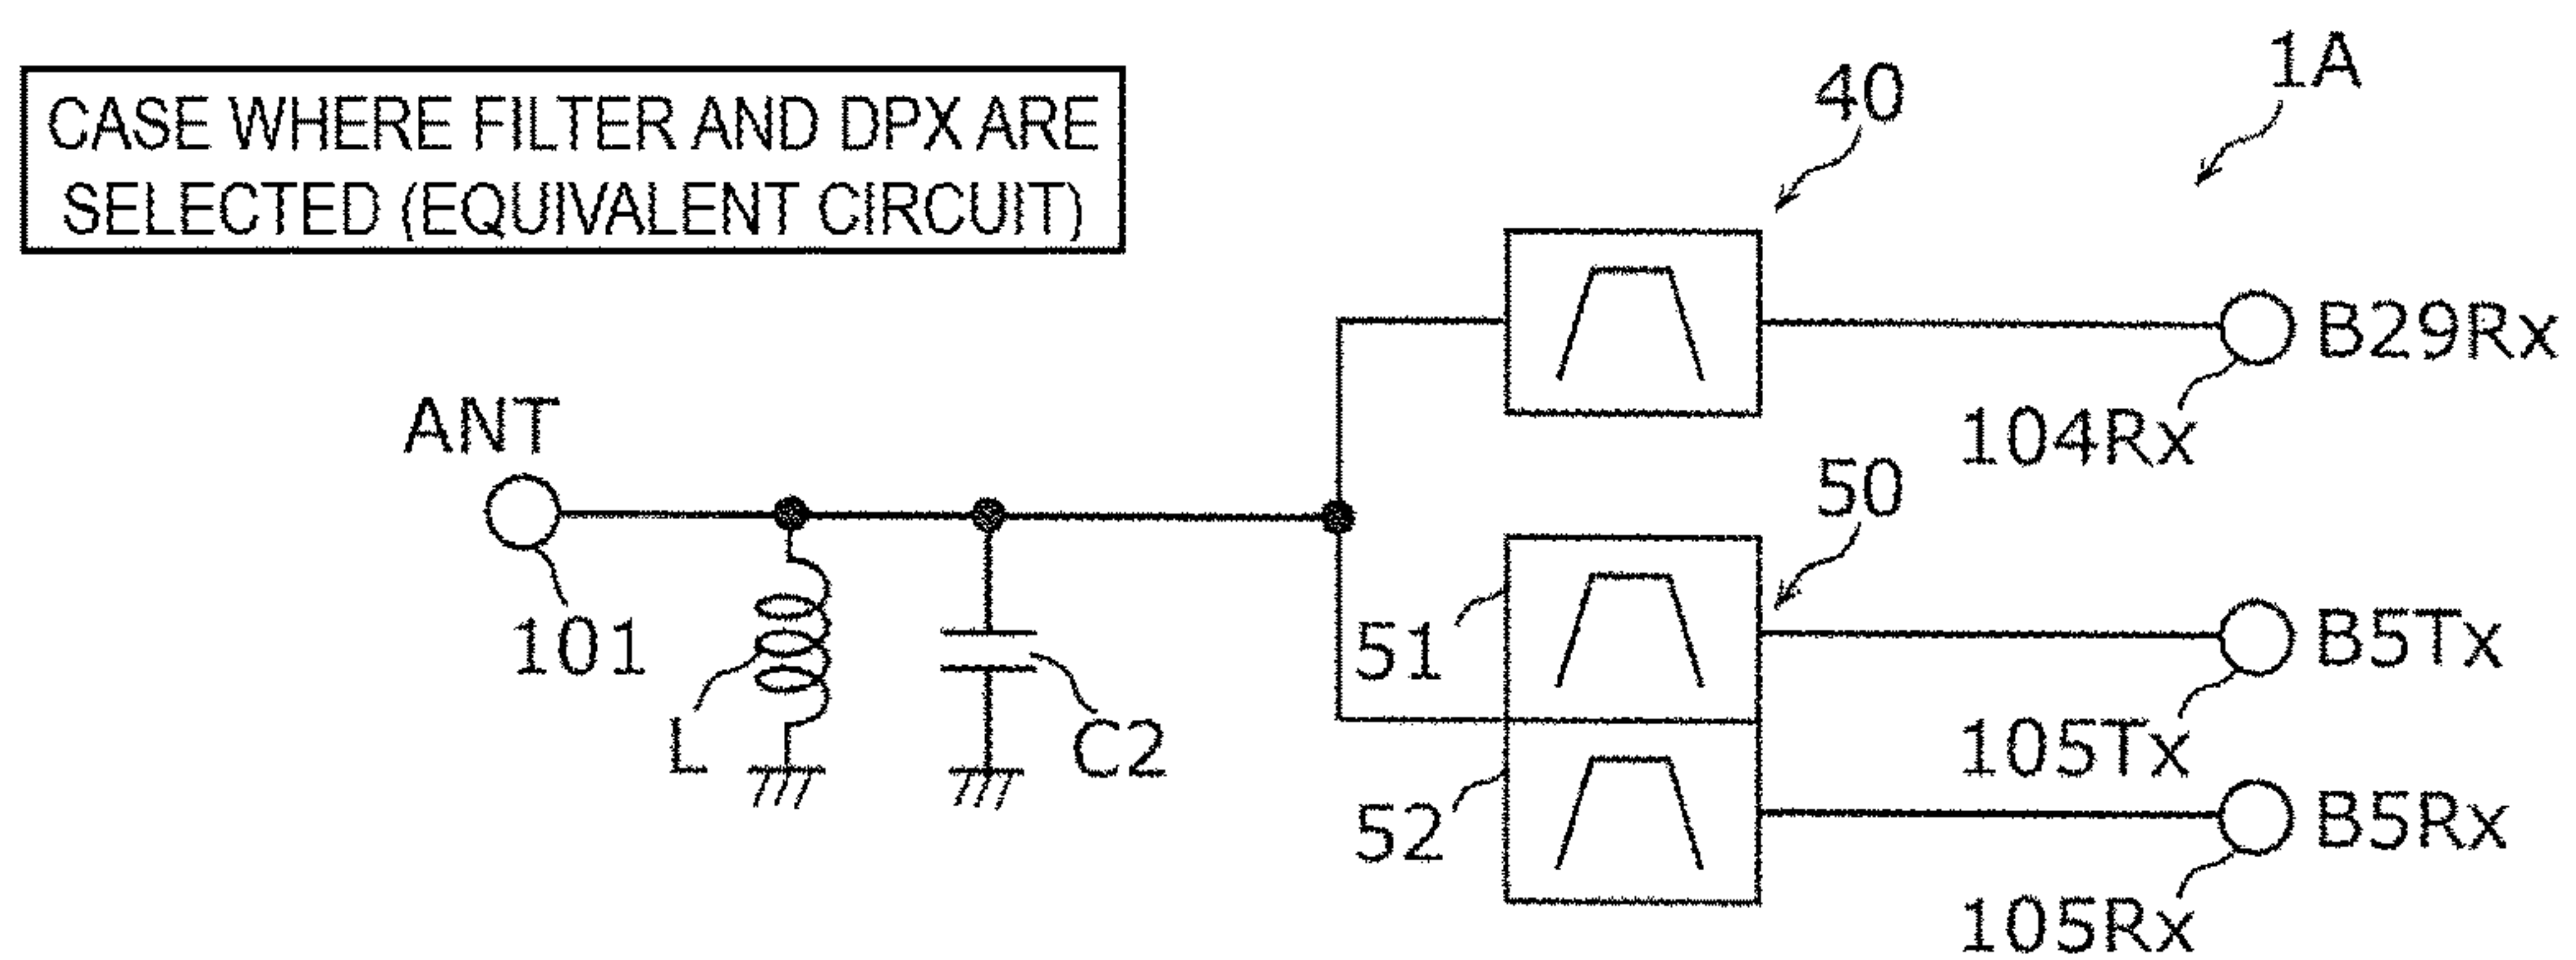 CASE WHERE FILTER AND DPX ARE
SELECTED (EQUIVALENT CIRCUIT)
1A
40
B29Rx
104Rx
ANT
101
50
51
B5Tx
105Tx
L
C2
52
B5Rx
105Rx